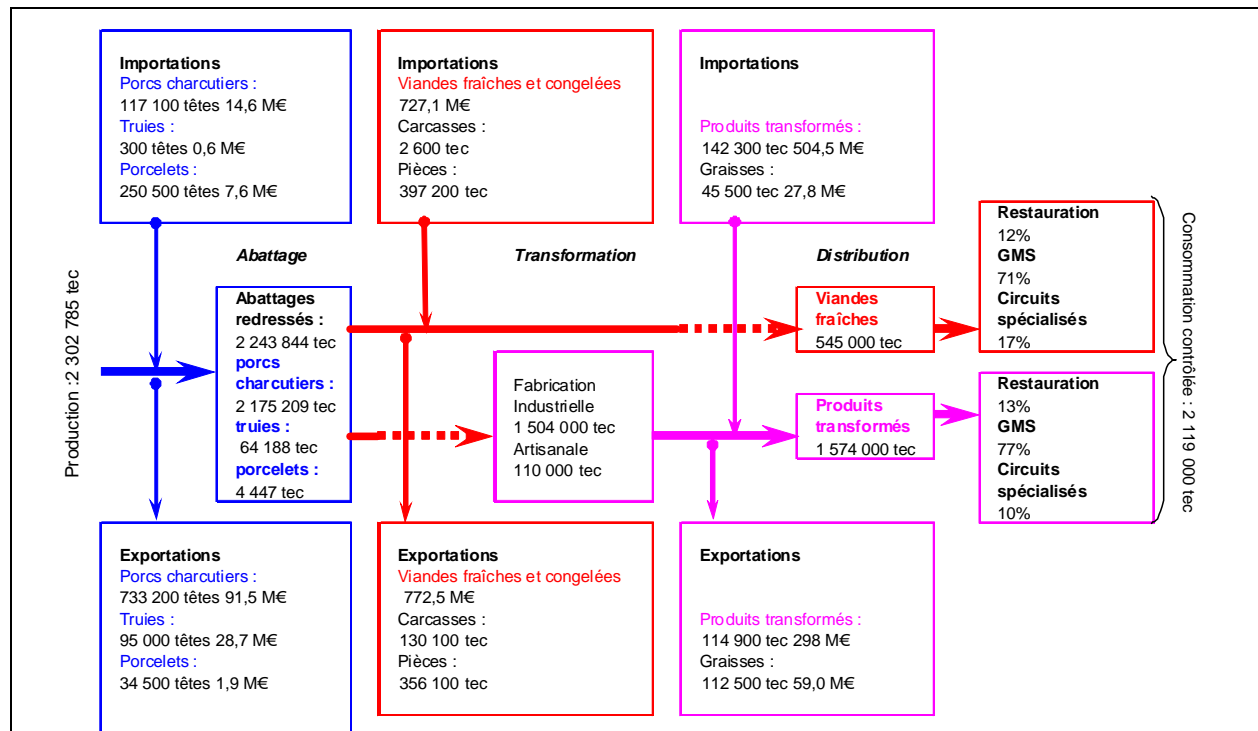 Importations
Porcs charcutiers :
117 100 têtes 14,6 M€
Truies :
300 têtes 0,6 M€
Porcelets :
250 500 têtes 7,6 M€
Importations
Viandes fraîches et congelées
727,1 M€
Carcasses :
2 600 tec
Pièces :
397 200 tec
Importations
Produits transformés :
142 300 tec 504,5 M€
Graisses :
45 500 tec 27,8 M€
Abattage
Transformation
Distribution
Production :2 302 785 tec
Abattages
redressés :
2 243 844 tec
porcs
charcutiers :
2 175 209 tec
truies :
64 188 tec
porcelets :
4 447 tec
Fabrication
Industrielle
1 504 000 tec
Artisanale
110 000 tec
Viandes
fraîches
545 000 tec
Produits
transformés
1 574 000 tec
Restauration
12%
GMS
71%
Circuits
spécialisés
17%
Restauration
13%
GMS
77%
Circuits
spécialisés
10%
Consommation contrôlée : 2 119 000 tec
Exportations
Porcs charcutiers :
733 200 têtes 91,5 M€
Truies :
95 000 têtes 28,7 M€
Porcelets :
34 500 têtes 1,9 M€
Exportations
Viandes fraîches et congelées
772,5 M€
Carcasses :
130 100 tec
Pièces :
356 100 tec
Exportations
Produits transformés :
114 900 tec 298 M€
Graisses :
112 500 tec 59,0 M€